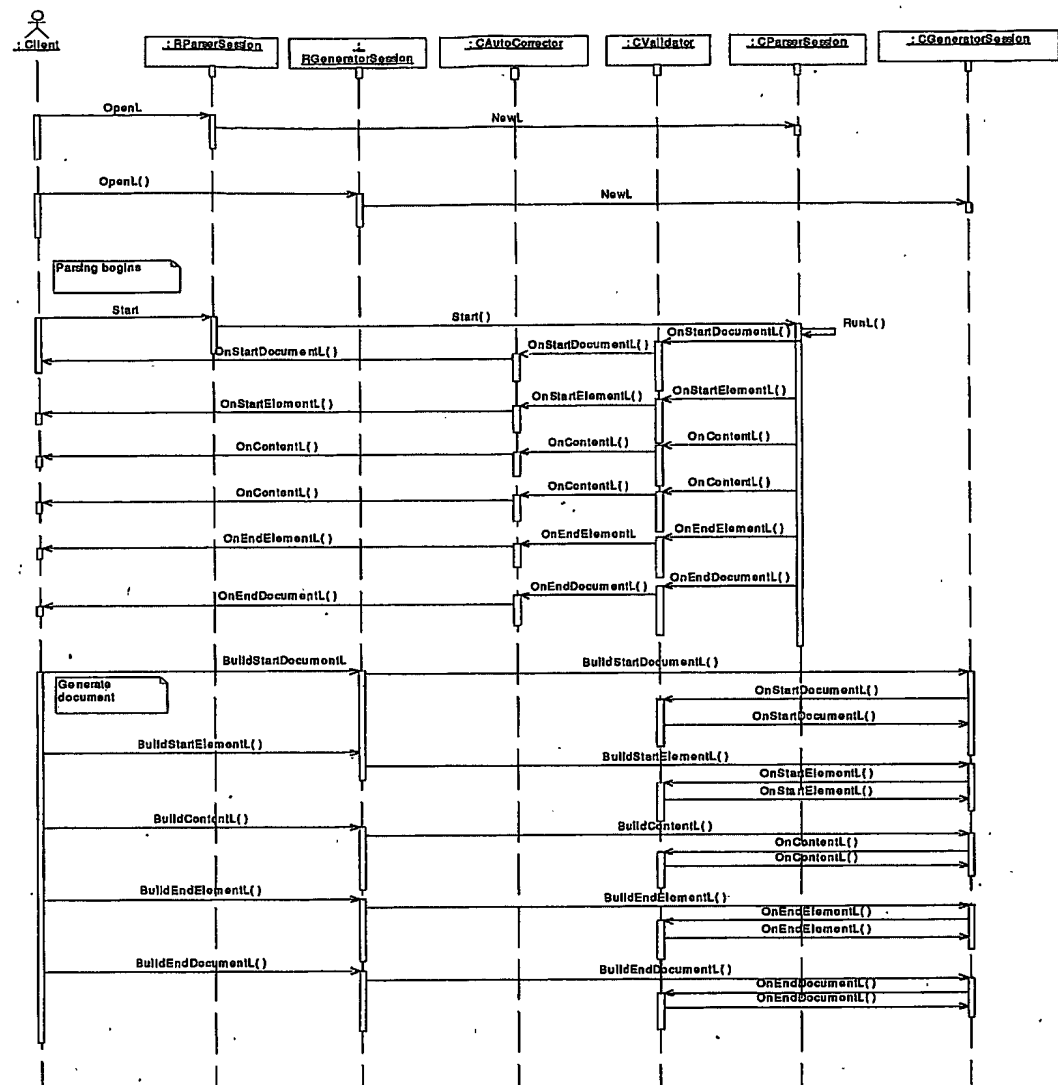 : Client
: RParserSession
:
RGeneratorSession
: CAutoCorrector
: CValidator
: CParserSession
: CGeneratorSession
OpenL
NewL
OpenL()
NewL
Parsing begins
Start
Start()
RunL()
OnStartDocumentL()
OnStartDocumentL()
OnStartDocumentL()
OnStartElementL()
OnStartElementL()
OnStartElementL()
OnContentL()
OnContentL()
OnContentL()
OnContentL()
OnContentL()
OnContentL()
OnEndElementL()
OnEndElementL
OnEndElementL()
OnEndDocumentL()
OnEndDocumentL()
OnEndDocumentL()
BuildStartDocumentL
BuildStartDocumentL()
Generate
document
OnStartDocumentL()
OnStartDocumentL()
BuildStartElementL()
BuildStartElementL()
OnStartElementL()
OnStartElementL()
BuildContentL()
BuildContentL()
OnContentL()
OnContentL()
BuildEndElementL()
BuildEndElementL()
OnEndElementL()
OnEndElementL()
BuildEndDocumentL()
BuildEndDocumentL()
OnEndDocumentL()
OnEndDocumentL()